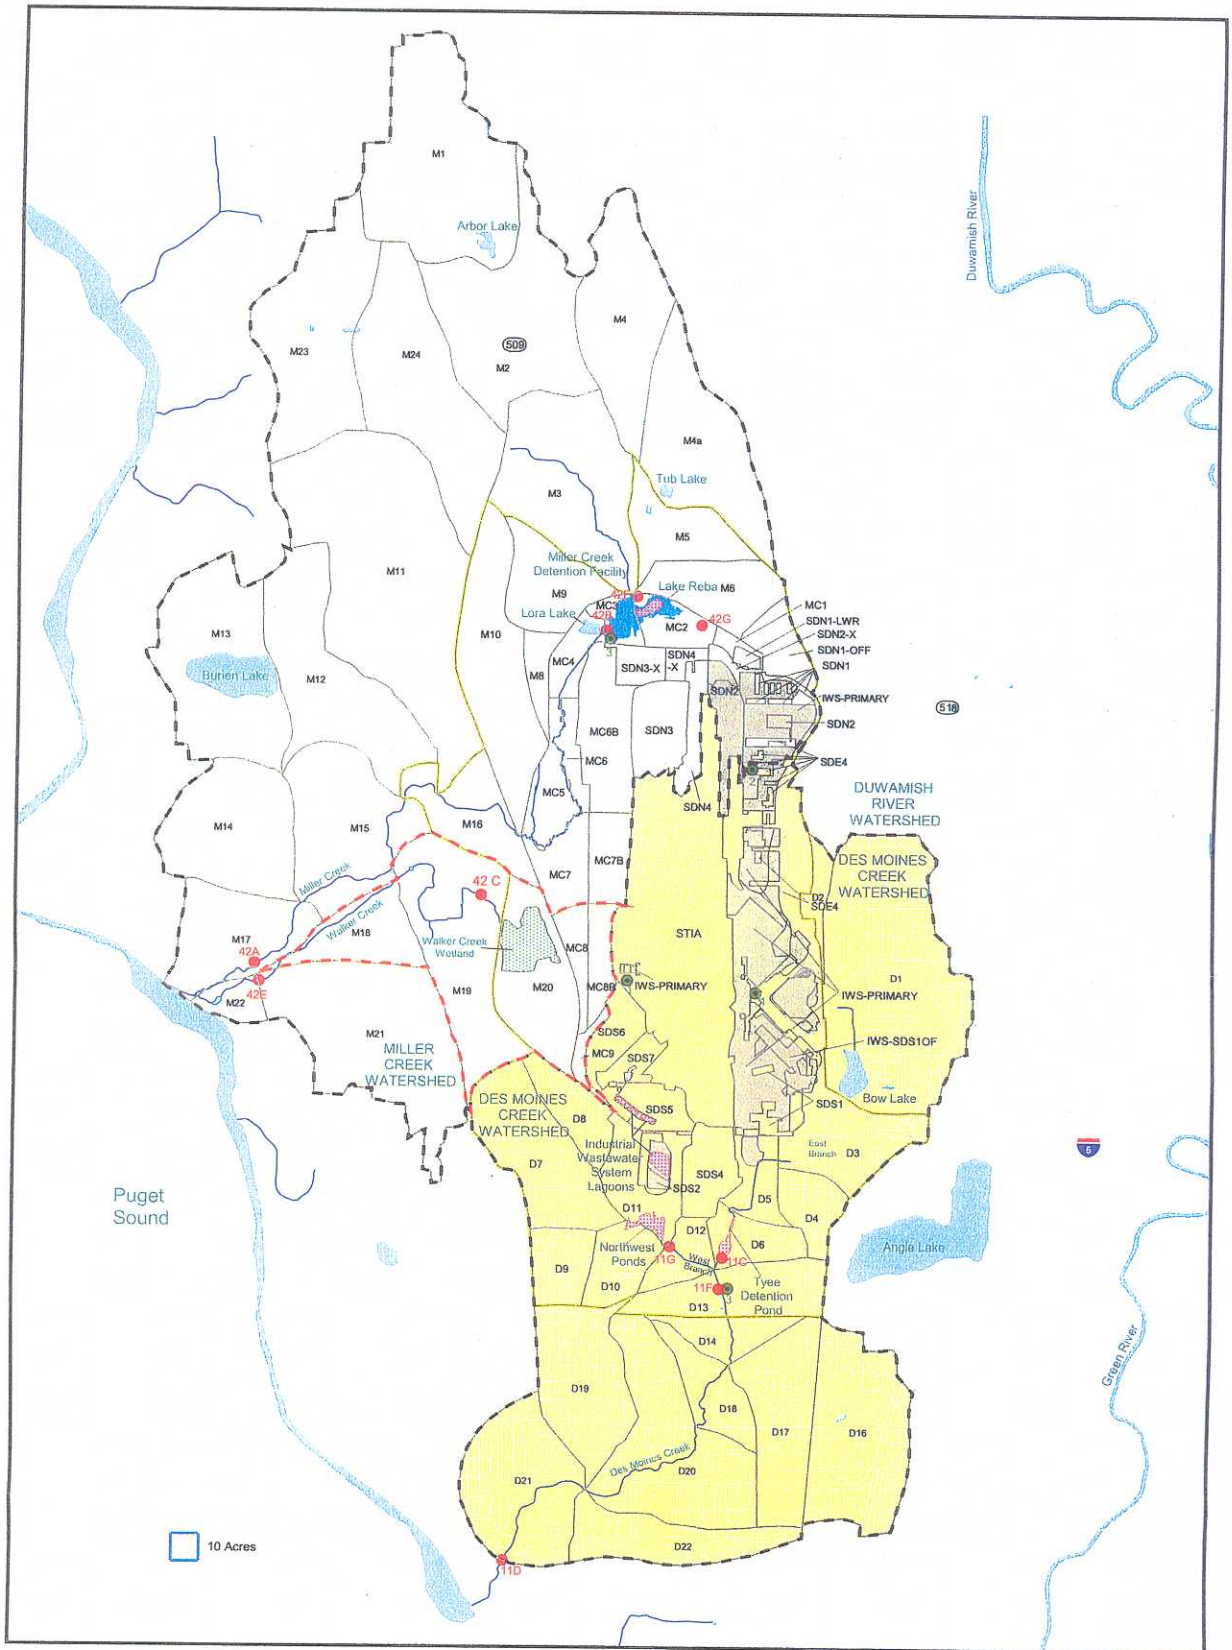 M1
Arbor Lake
Duwamish River
M4
M23
M24
509
M2
M4a
Tub Lake
M3
M5
M11
Miller Creek
Detention Facility
Lake Reba
M6
M9
42F
MC3
MC1
Lora Lake
42B
42G
MC2
SDN1-LWR
SDN2-X
M13
M10
3
SDN1-OFF
MC4
SDN3-X
SDN4
-X
SDN1
Burien Lake
M12
M8
SDN2
IWS-PRIMARY
518
SDN2
MC6B
SDN3
MC6
SDE4
2
MC5
DUWAMISH
RIVER
WATERSHED
SDN4
M14
M15
M16
MC7B
DES MOINES
CREEK
WATERSHED
MC7
Miller Creek
42 C
D2
SDE4
Walker Creek
M17
M18
STIA
Walker Creek
Wetland
42A
MC8
D1
42E
M19
M20
MC8B
IWS-PRIMARY
IWS-PRIMARY
M22
M21
SDS6
IWS-SDS1OF
MILLER
CREEK
WATERSHED
MC9
SDS7
Bow Lake
DES MOINES
CREEK
WATERSHED
D8
SDS5
SDS1
Industrial
Wastewater
System
Lagoons
East
Branch
D3
5
D7
SDS4
SDS2
Puget
Sound
D5
D11
D12
D4
Northwest
Ponds
D6
Angle Lake
11G
West
Branch
11C
D9
D10
11F
3
Tyee
Detention
Pond
D13
D14
Green River
D19
D18
D17
D16
Des Moines Creek
D21
D20
10 Acres
D22
11D